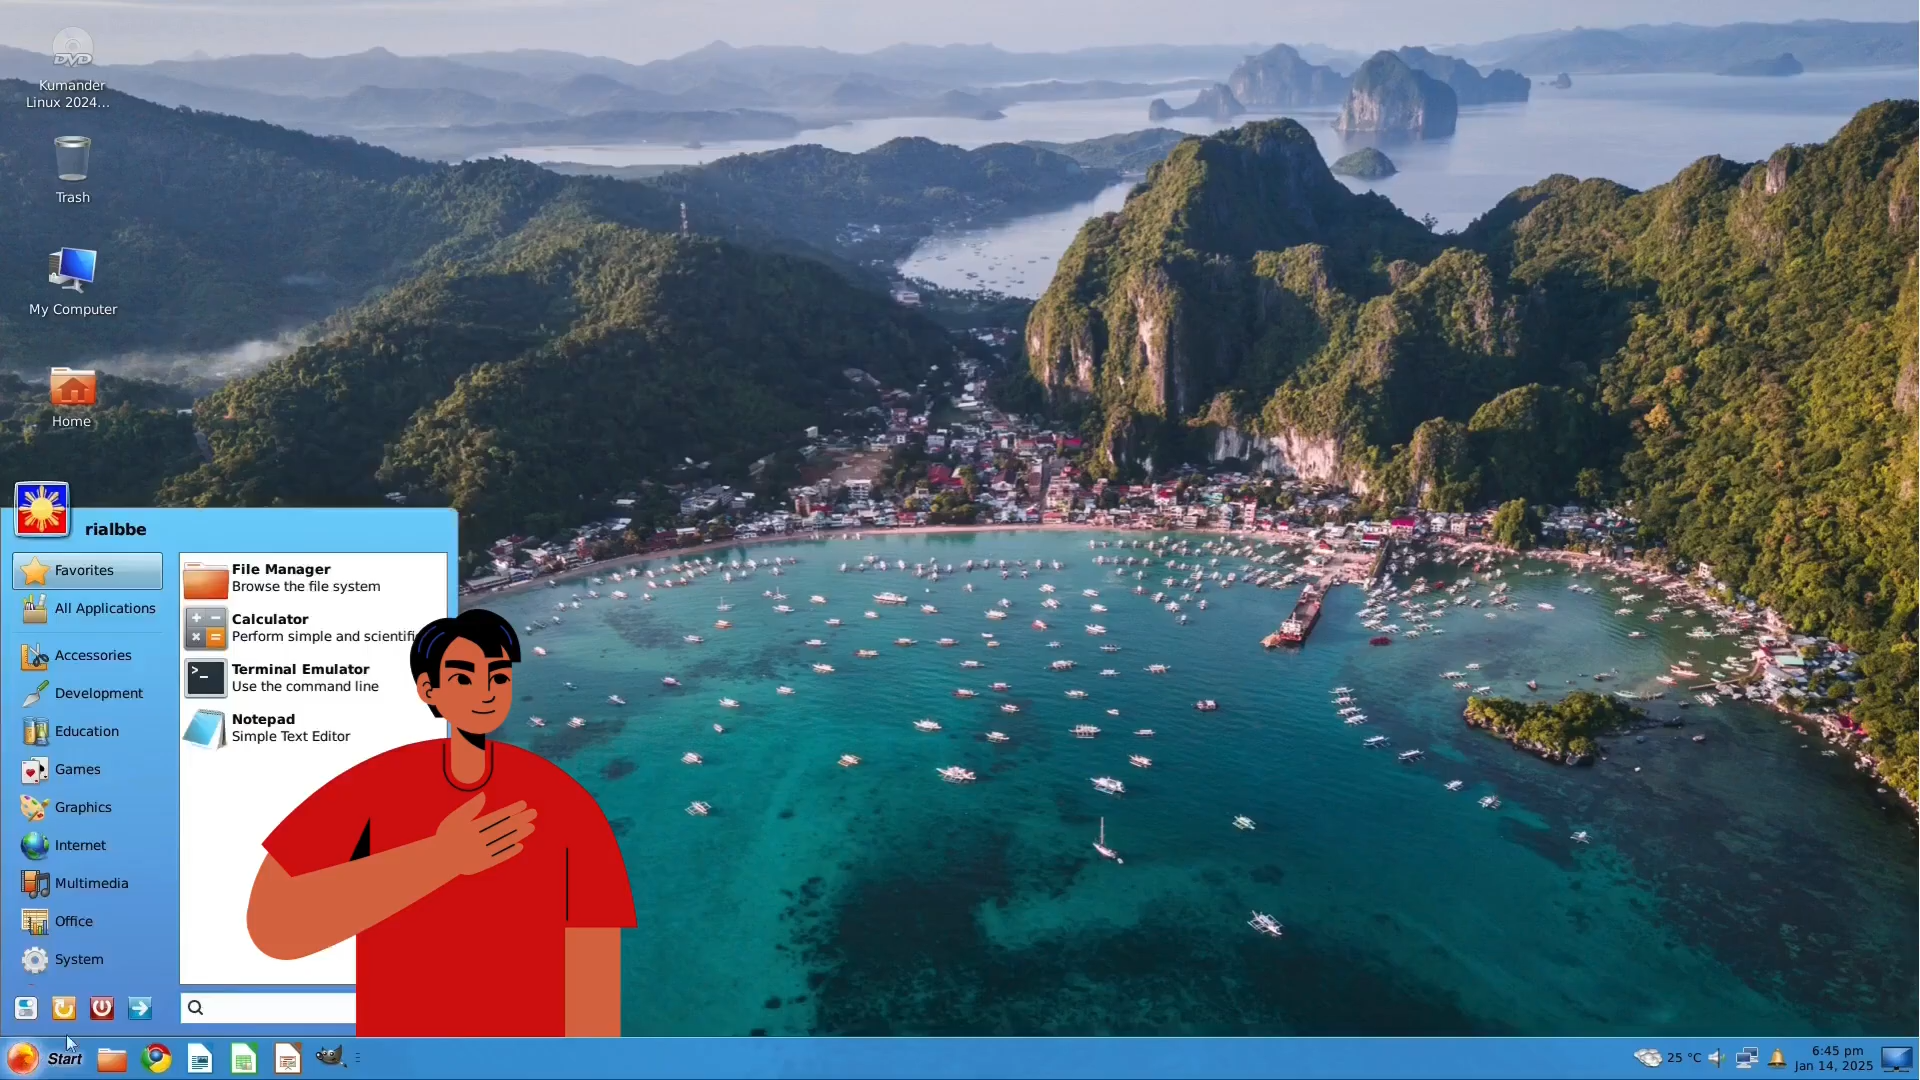 DVD
Kumander
Linux 2024...
Trash
My Computer
Home
rialbbe
Favorites
All Applications
Accessories
Development
Education
Games
Graphics
Internet
Multimedia
Office
System
File Manager
Browse the file system
Calculator
Perform simple and scientifi
Terminal Emulator
Use the command line
Notepad
Simple Text Editor
Start
25 °C
6:45 pm
Jan 14, 2025